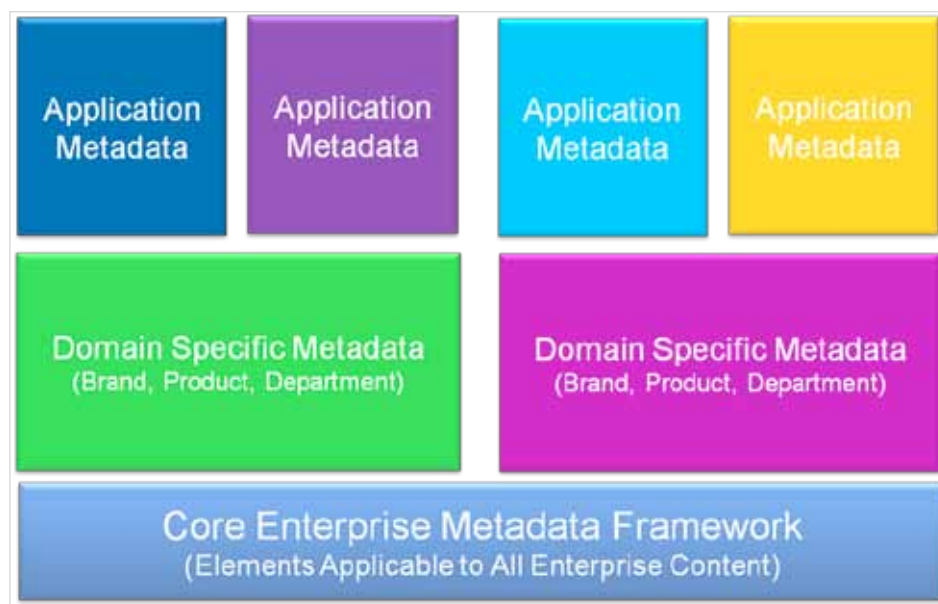 Application
Metadata
Application
Metadata
Application
Metadata
Application
Metadata
Domain Specific Metadata
(Brand, Product, Department)
Domain Specific Metadata
(Brand, Product, Department)
Core Enterprise Metadata Framework
(Elements Applicable to All Enterprise Content)